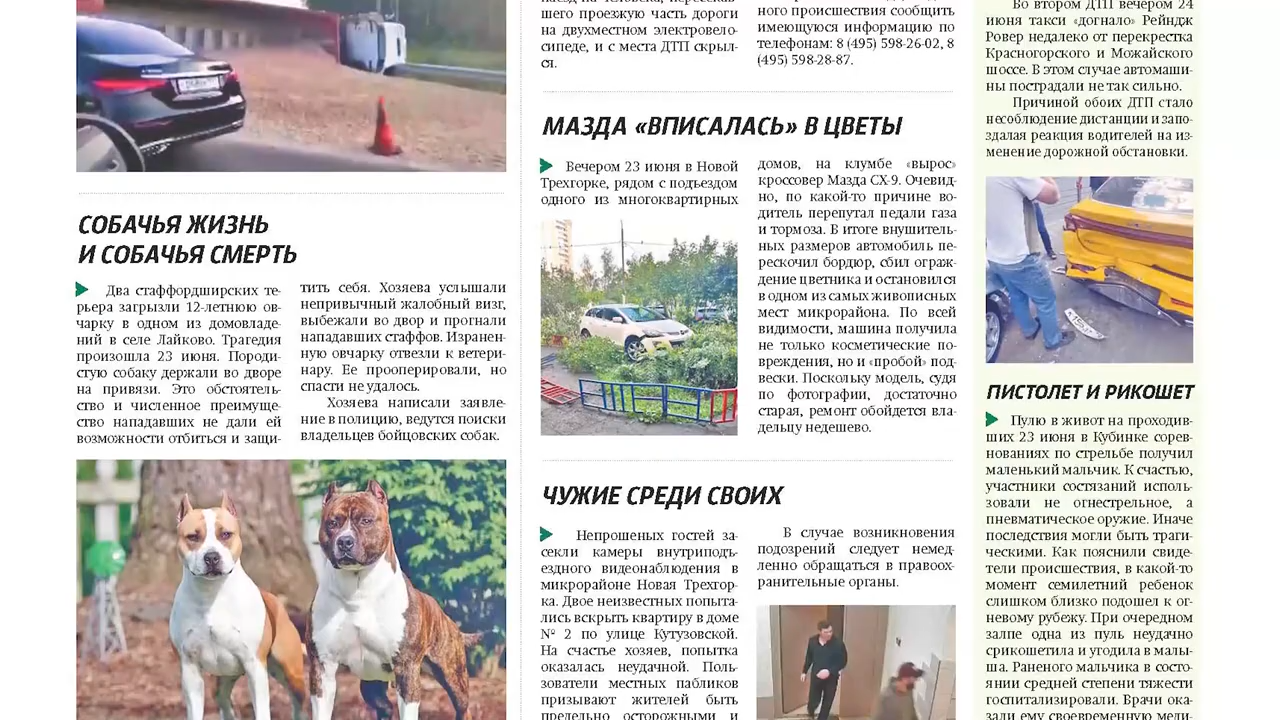 шего проезжую часть дороги
на двухместном электровело-
сипеде, и с места ДТП скрыл-
ся.
ного происшествия сообщить
имеющуюся информацию по
телефонам: 8 (495) 598-26-02, 8
(495) 598-28-87.
СОБАЧЬЯ ЖИЗНЬ
И СОБАЧЬЯ СМЕРТЬ
Два стаффордширских те-
рьера загрызли 12-летнюю ов-
чарку в одном из домовладе-
ний в селе Лайково. Трагедия
произошла 23 июня. Породи-
стую собаку держали во дворе
на привязи. Это обстоятель-
ство и численное преимуще-
ство нападавших не дали ей
возможности отбиться и защи-
тить себя. Хозяева услышали
непривычный жалобный визг,
выбежали во двор и прогнали
нападавших стаффов. Изранен-
ную овчарку отвезли к ветери-
нару. Ее прооперировали, но
спасти не удалось.
Хозяева написали заявле-
ние в полицию, ведутся поиски
владельцев бойцовских собак.
МАЗДА «ВПИСАЛАСЬ» В ЦВЕТЫ
Вечером 23 июня в Новой
Трехгорке, рядом с подъездом
одного из многоквартирных
домов, на клумбе «вырос»
кроссовер Мазда СХ-9. Очевид-
но, по какой-то причине во-
дитель перепутал педали газа
и тормоза. В итоге внушитель-
ных размеров автомобиль пе-
рескочил бордюр, сбил ограж-
дение цветника и остановился
в одном из самых живописных
мест микрорайона. По всей
видимости, машина получила
не только косметические по-
вреждения, но и «пробой» под-
вески. Поскольку модель, судя
по фотографии, достаточно
старая, ремонт обойдется вла-
дельцу недешево.
ЧУЖИЕ СРЕДИ СВОИХ
Непрошеных гостей за-
секли камеры внутриподъ-
ездного видеонаблюдения в
микрорайоне Новая Трехгор-
ка. Двое неизвестных попыта-
лись вскрыть квартиру в доме
№ 2 по улице Кутузовской.
На счастье хозяев, попытка
оказалась неудачной. Поль-
зователи местных пабликов
призывают жителей быть
предельно осторожными и
В случае возникновения
подозрений следует немед-
ленно обращаться в правоох-
ранительные органы.
Во втором ДТП вечером 24
июня такси «догнало» Рейндж
Ровер недалеко от перекрестка
Красногорского и Можайского
шоссе. В этом случае автомаши-
ны пострадали не так сильно.
Причиной обоих ДТП стало
несоблюдение дистанции и запо-
здалая реакция водителей на из-
менение дорожной обстановки.
ПИСТОЛЕТ И РИКОШЕТ
Пулю в живот на проходив-
ших 23 июня в Кубинке сорев-
нованиях по стрельбе получил
маленький мальчик. К счастью,
участники состязаний исполь-
зовали не огнестрельное, а
пневматическое оружие. Иначе
последствия могли быть траги-
ческими. Как пояснили свиде-
тели происшествия, в какой-то
момент семилетний ребенок
слишком близко подошел к ог-
невому рубежу. При очередном
залпе одна из пуль неудачно
срикошетила и угодила в малы-
ша. Раненого мальчика в состо-
янии средней степени тяжести
госпитализировали. Врачи ока-
зали ему своевременную меди-